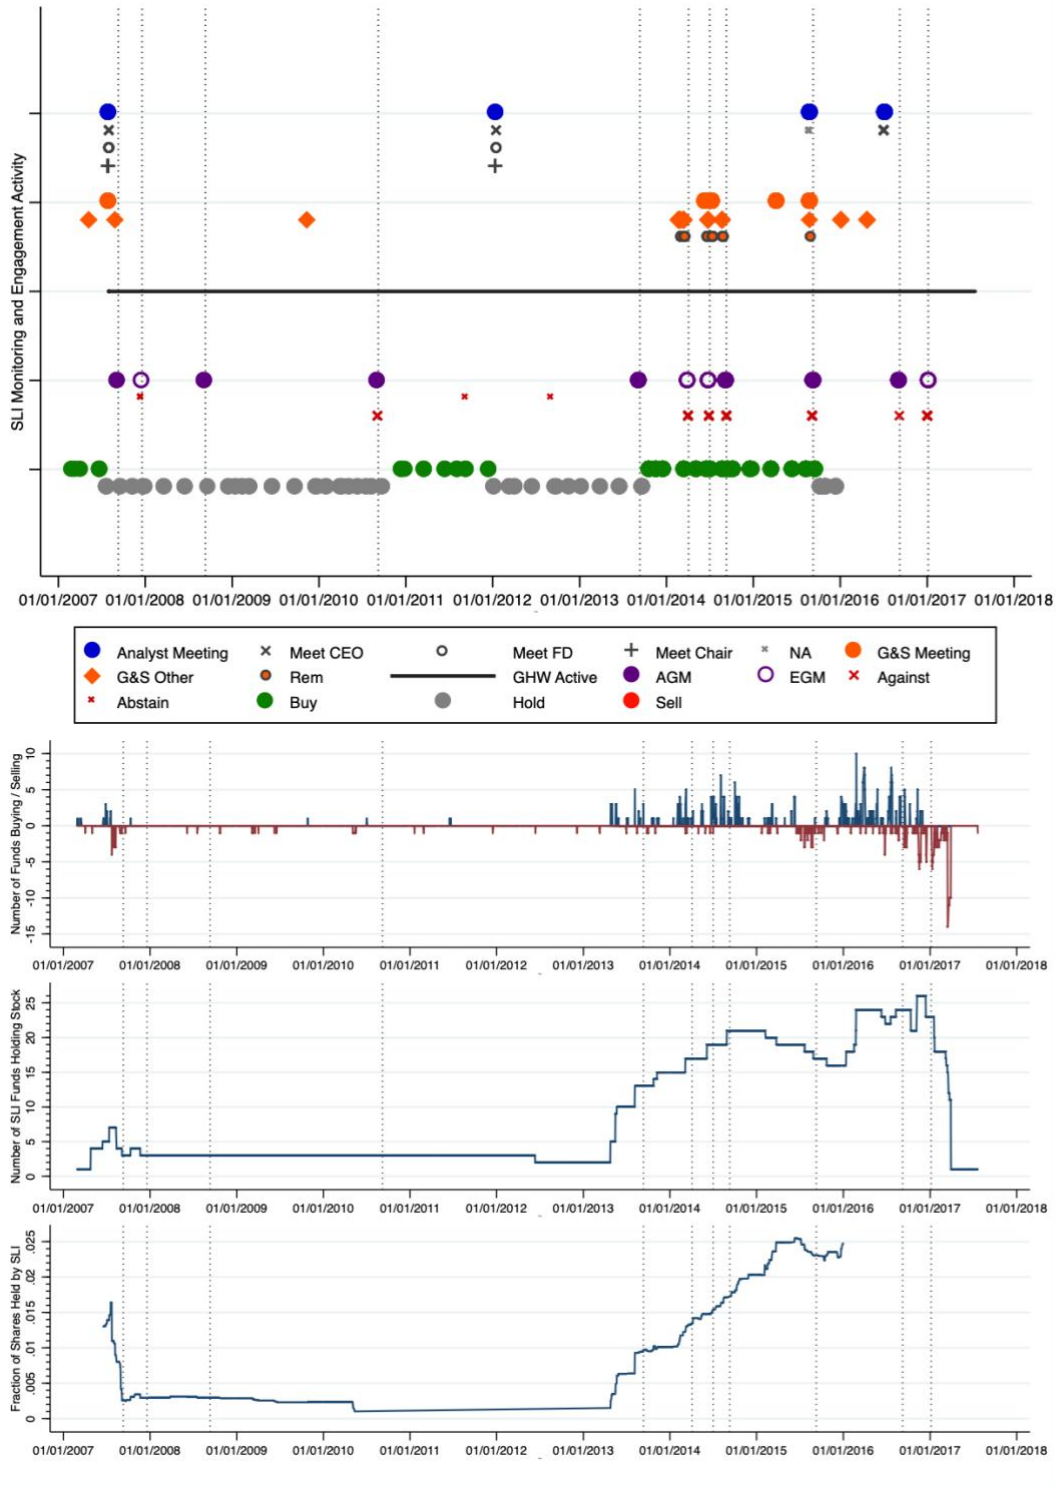 SLI Monitoring and Engagement Activity
01/01/2007 01/01/2008 01/01/2009 01/01/2010 01/01/2011 01/01/2012 01/01/2013 01/01/2014 01/01/2015 01/01/2016 01/01/2017 01/01/2018
Analyst Meeting Meet CEO Meet FD Meet Chair NA G&S Meeting
G&S Other Rem GHW Active AGM EGM Against
Abstain Buy Hold Sell
Number of Funds Buying / Selling
10
5
0
-5
-10
-15
01/01/2007 01/01/2008 01/01/2009 01/01/2010 01/01/2011 01/01/2012 01/01/2013 01/01/2014 01/01/2015 01/01/2016 01/01/2017 01/01/2018
Number of SLI Funds Holding Stock
25
20
15
10
5
0
01/01/2007 01/01/2008 01/01/2009 01/01/2010 01/01/2011 01/01/2012 01/01/2013 01/01/2014 01/01/2015 01/01/2016 01/01/2017 01/01/2018
Fraction of Shares Held by SLI
.025
.02
.015
.01
.005
0
01/01/2007 01/01/2008 01/01/2009 01/01/2010 01/01/2011 01/01/2012 01/01/2013 01/01/2014 01/01/2015 01/01/2016 01/01/2017 01/01/2018